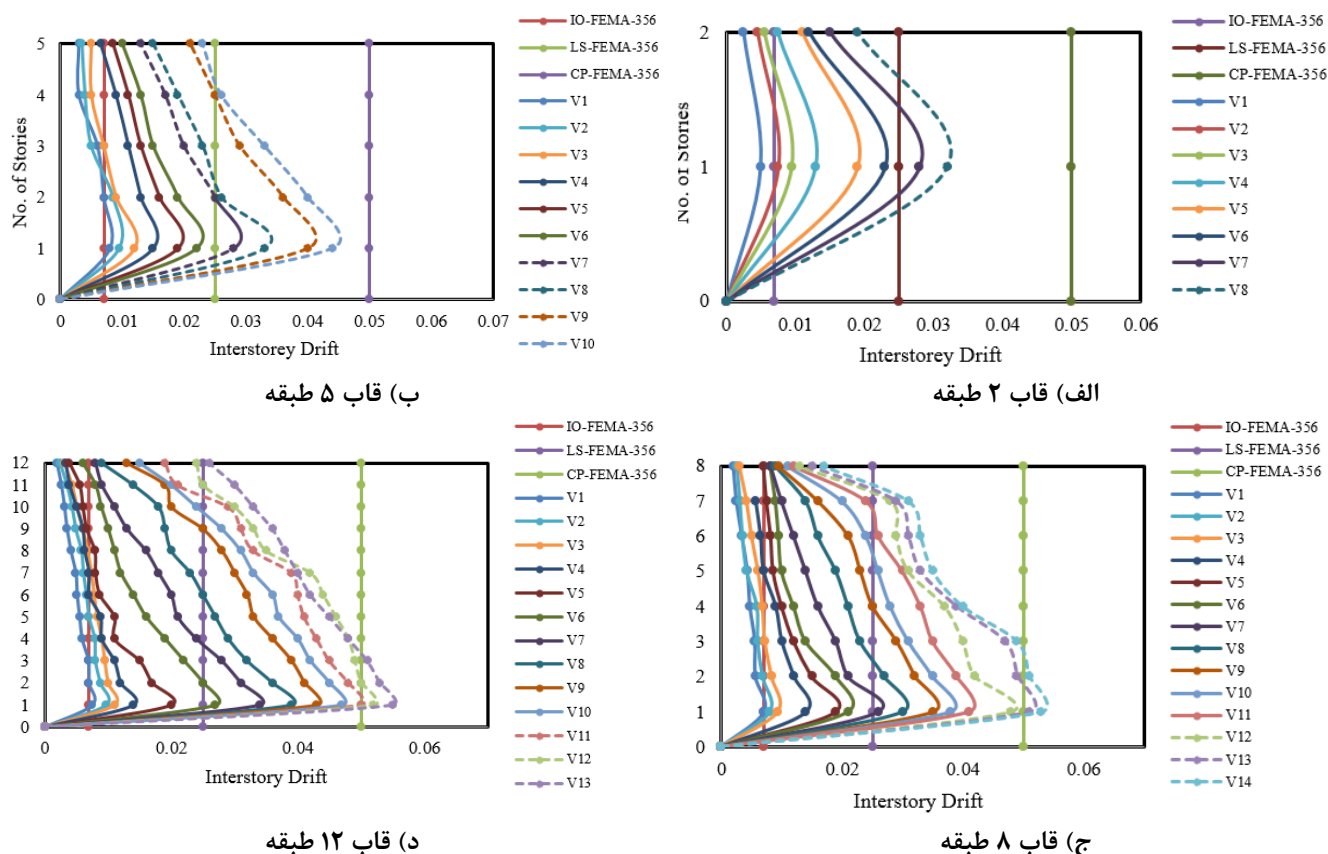 5
4
3
2
1
0
No. of Stories
0 0.01 0.02 0.03 0.04 0.05 0.06 0.07
Interstorey Drift
IO-FEMA-356
LS-FEMA-356
CP-FEMA-356
V1
V2
V3
V4
V5
V6
V7
V8
V9
V10
ب) قاب ۵ طبقه
2
1
0
No. of Stories
0 0.01 0.02 0.03 0.04 0.05 0.06
Interstorey Drift
IO-FEMA-356
LS-FEMA-356
CP-FEMA-356
V1
V2
V3
V4
V5
V6
V7
V8
الف) قاب ۲ طبقه
12
11
10
9
8
7
6
5
4
3
2
1
0
0 0.02 0.04 0.06
Interstory Drift
IO-FEMA-356
LS-FEMA-356
CP-FEMA-356
V1
V2
V3
V4
V5
V6
V7
V8
V9
V10
V11
V12
V13
د) قاب ۱۲ طبقه
8
7
6
5
4
3
2
1
0
0 0.02 0.04 0.06
Interstory Drift
IO-FEMA-356
LS-FEMA-356
CP-FEMA-356
V1
V2
V3
V4
V5
V6
V7
V8
V9
V10
V11
V12
V13
V14
ج) قاب ۸ طبقه